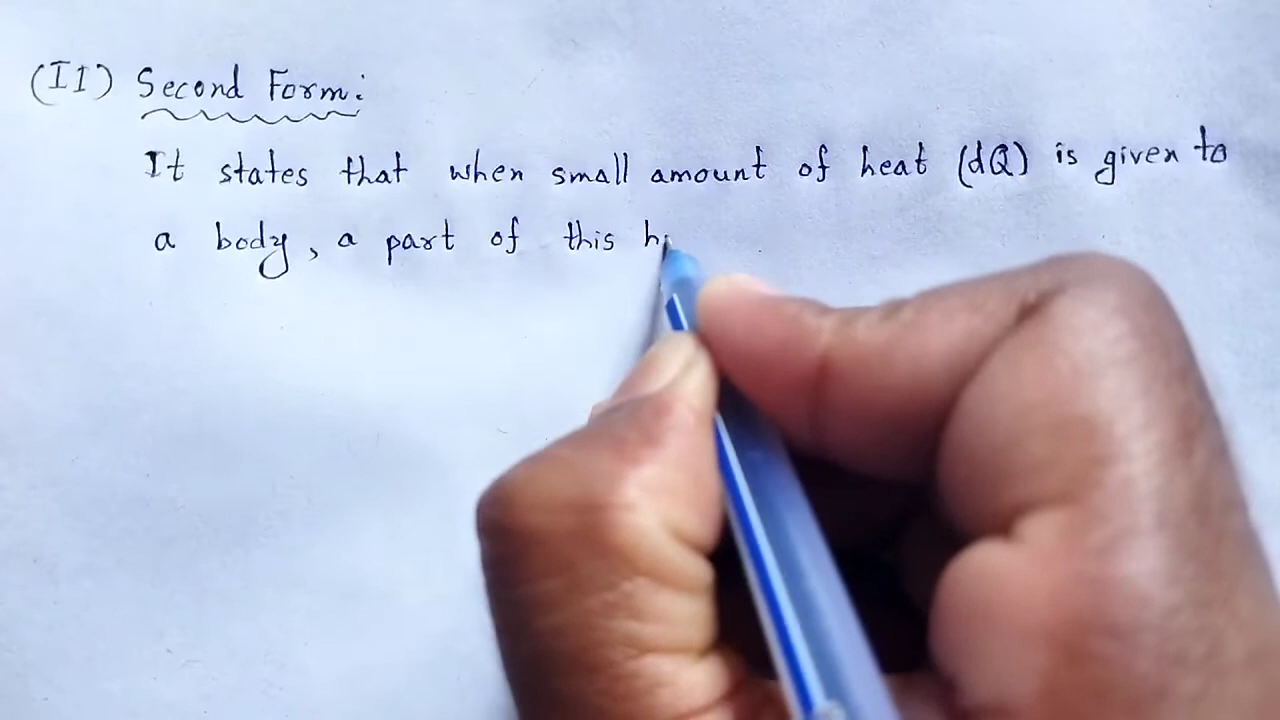 (II) Second Form:
It states that when small amount of heat (dQ) is given to
a body, a part of this